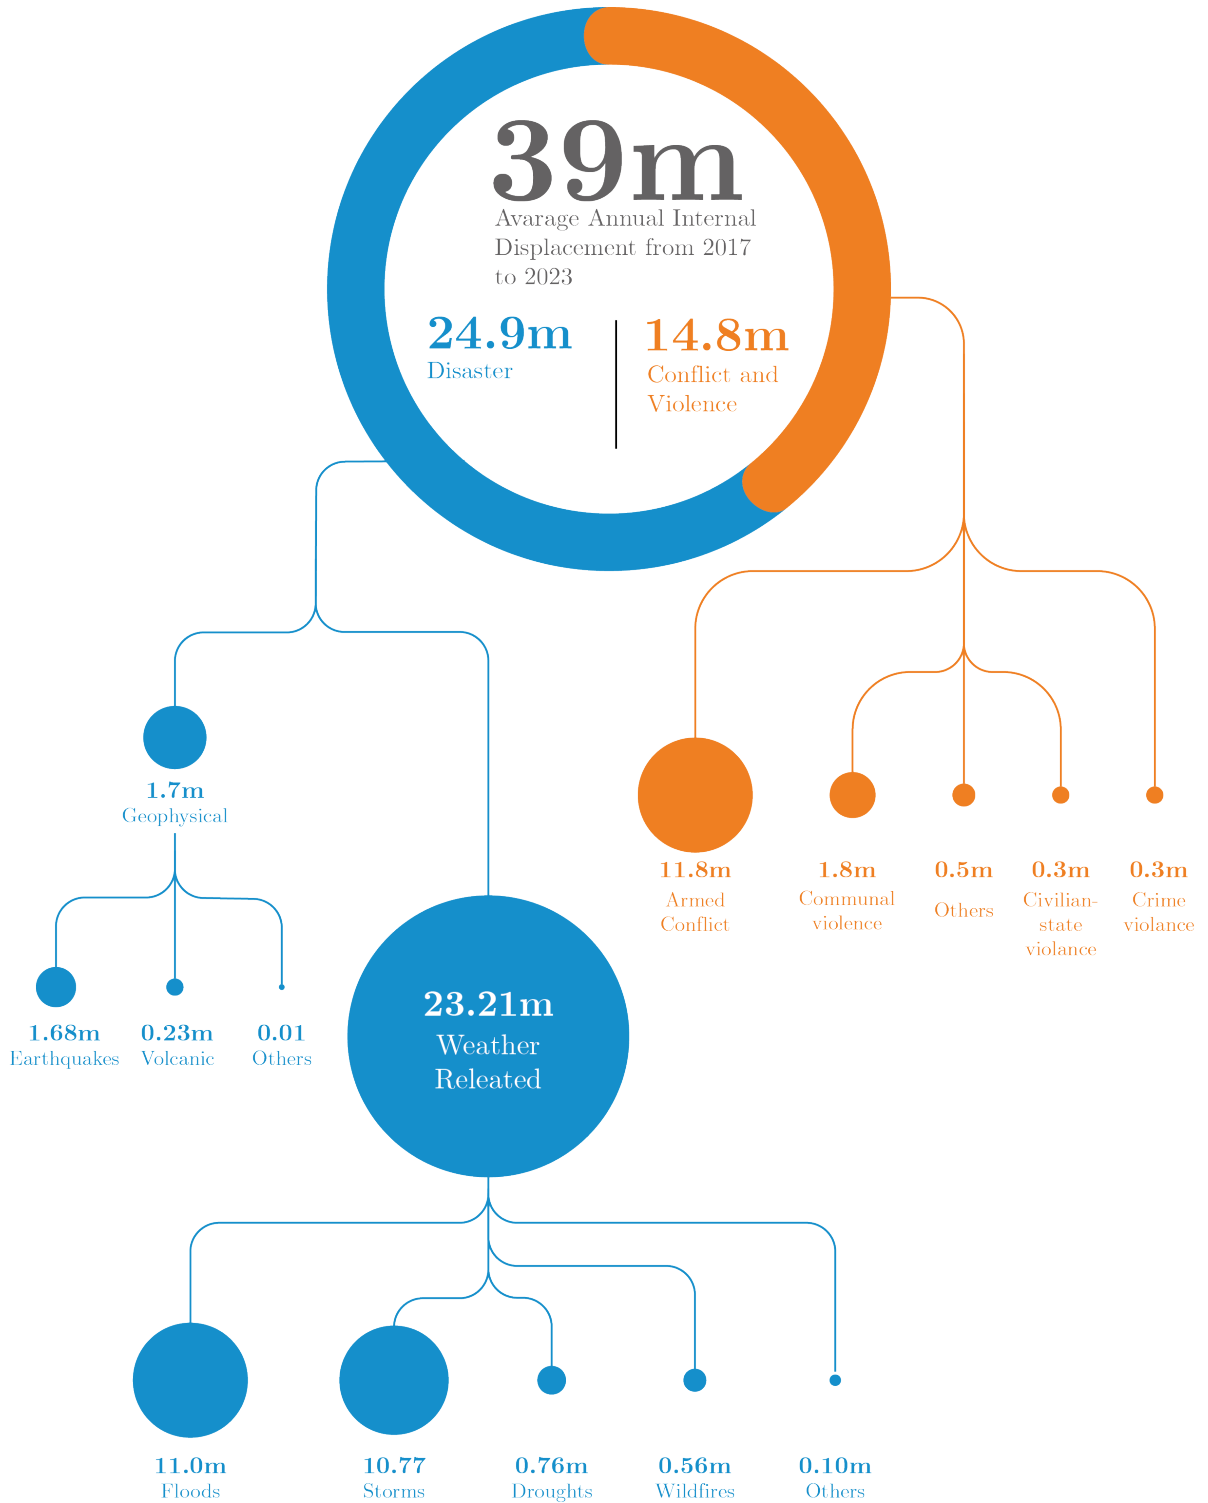 39m
Avarage Annual Internal
Displacement from 2017
to 2023
24.9m
Disaster
14.8m
Conflict and
Violence
1.7m
Geophysical
11.8m
Armed
Conflict
1.8m
Communal
violence
0.5m
Others
0.3m
Civilian-
state
violance
0.3m
Crime
violance
1.68m
Earthquakes
0.23m
Volcanic
0.01
Others
23.21m
Weather
Releated
11.0m
Floods
10.77
Storms
0.76m
Droughts
0.56m
Wildfires
0.10m
Others